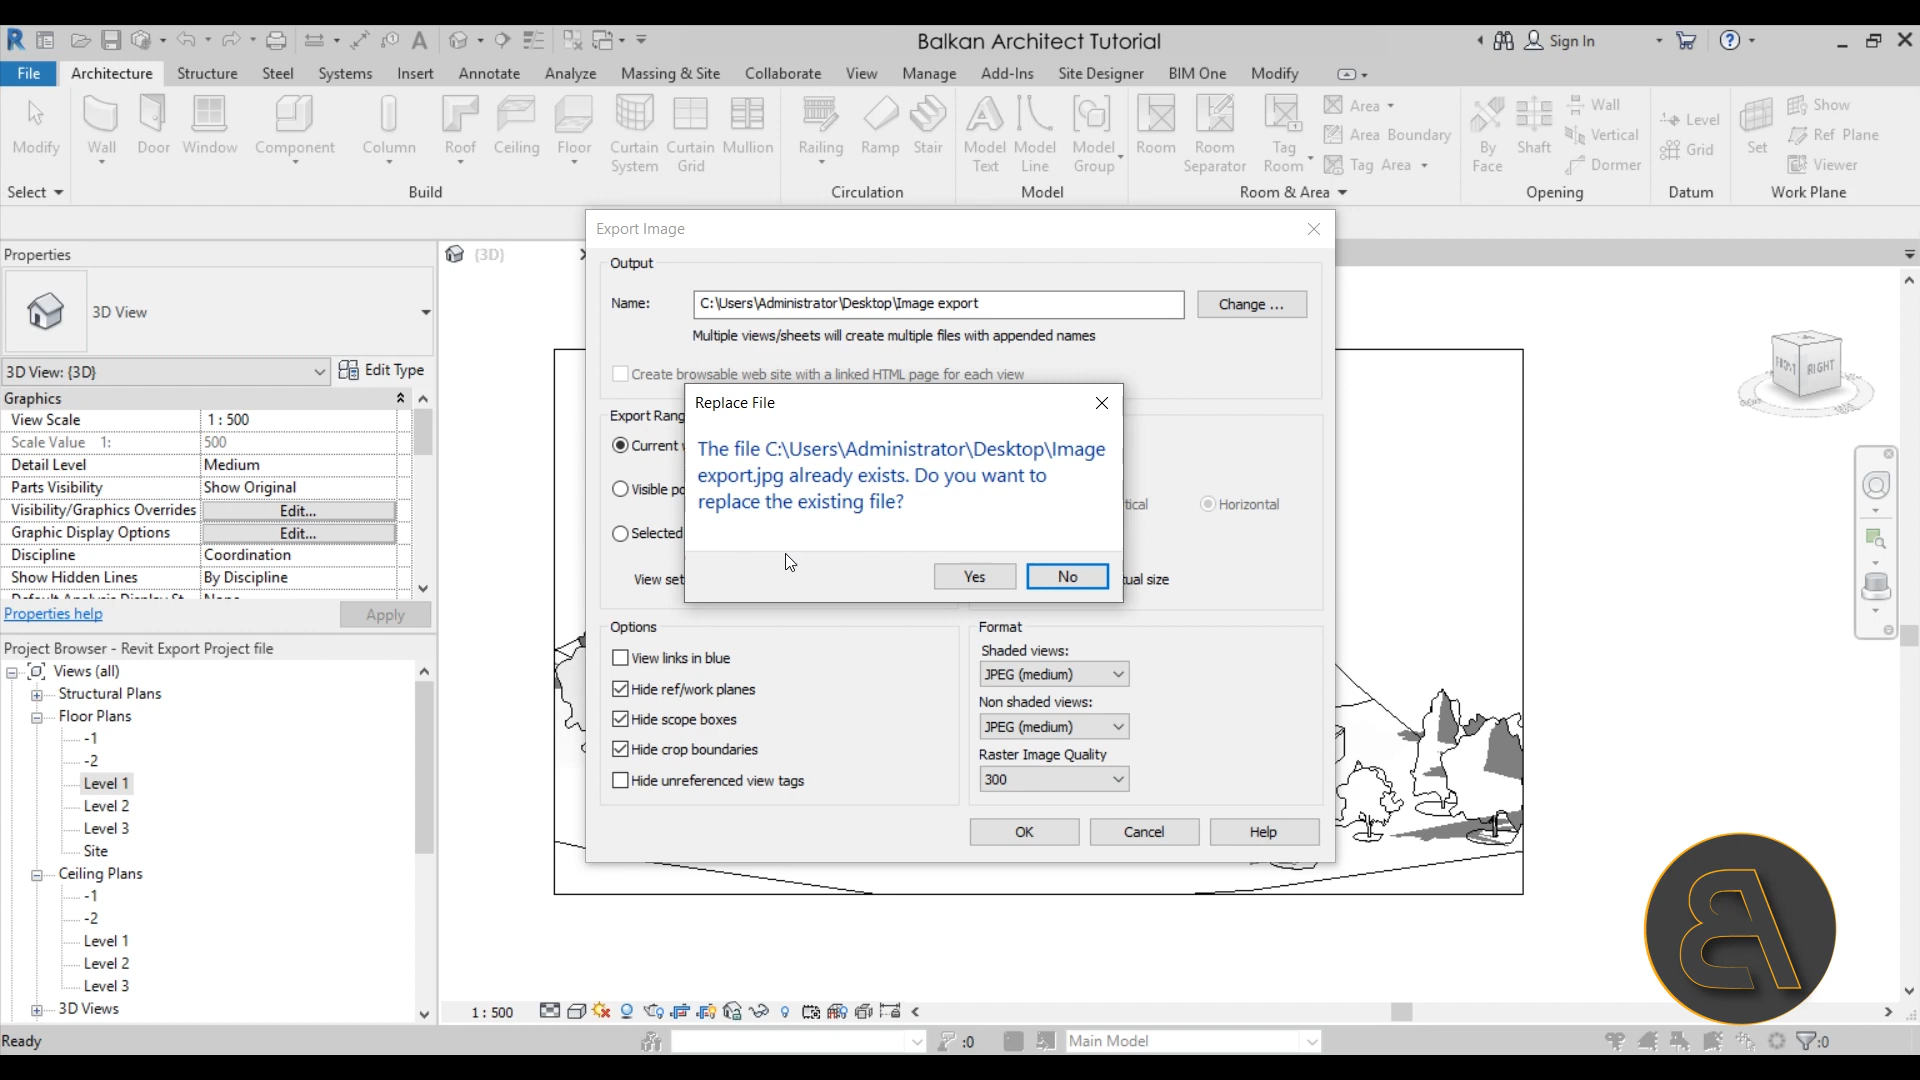 Balkan Architect Tutorial
Sign In
File Architecture Structure Steel Systems Insert Annotate Analyze Massing & Site Collaborate View Manage Add-Ins Site Designer BIM One Modify
Modify Wall Door Window Component Column Roof Ceiling Floor Curtain System Curtain Grid Mullion Railing Ramp Stair Model Text Model Line Model Group Room Room Separator Tag Room
Area
Area Boundary
Tag Area
By Face Shaft
Wall
Vertical
Dormer
Level
Grid
Set
Show
Ref Plane
Viewer
Select Build Circulation Model Room & Area Opening Datum Work Plane
Properties
3D View
3D View: {3D} Edit Type
Graphics
View Scale 1 : 500
Scale Value 1: 500
Detail Level Medium
Parts Visibility Show Original
Visibility/Graphics Overrides Edit...
Graphic Display Options Edit...
Discipline Coordination
Show Hidden Lines By Discipline
Properties help Apply
Project Browser - Revit Export Project file
Views (all)
Structural Plans
Floor Plans
-1
-2
Level 1
Level 2
Level 3
Site
Ceiling Plans
-1
-2
Level 1
Level 2
Level 3
3D Views
{3D}
Export Image
Output
Name: C:\Users\Administrator\Desktop\Image export Change ...
Multiple views/sheets will create multiple files with appended names
Create browsable web site with a linked HTML page for each view
Export Rang
Current
Visible po
Selected
View set
tical Horizontal
ual size
Replace File
The file C:\Users\Administrator\Desktop\Image
export.jpg already exists. Do you want to
replace the existing file?
Yes No
Options
View links in blue
Hide ref/work planes
Hide scope boxes
Hide crop boundaries
Hide unreferenced view tags
Format
Shaded views:
JPEG (medium)
Non shaded views:
JPEG (medium)
Raster Image Quality
300
OK Cancel Help
RIGHT
1 : 500
Ready :0 Main Model :0